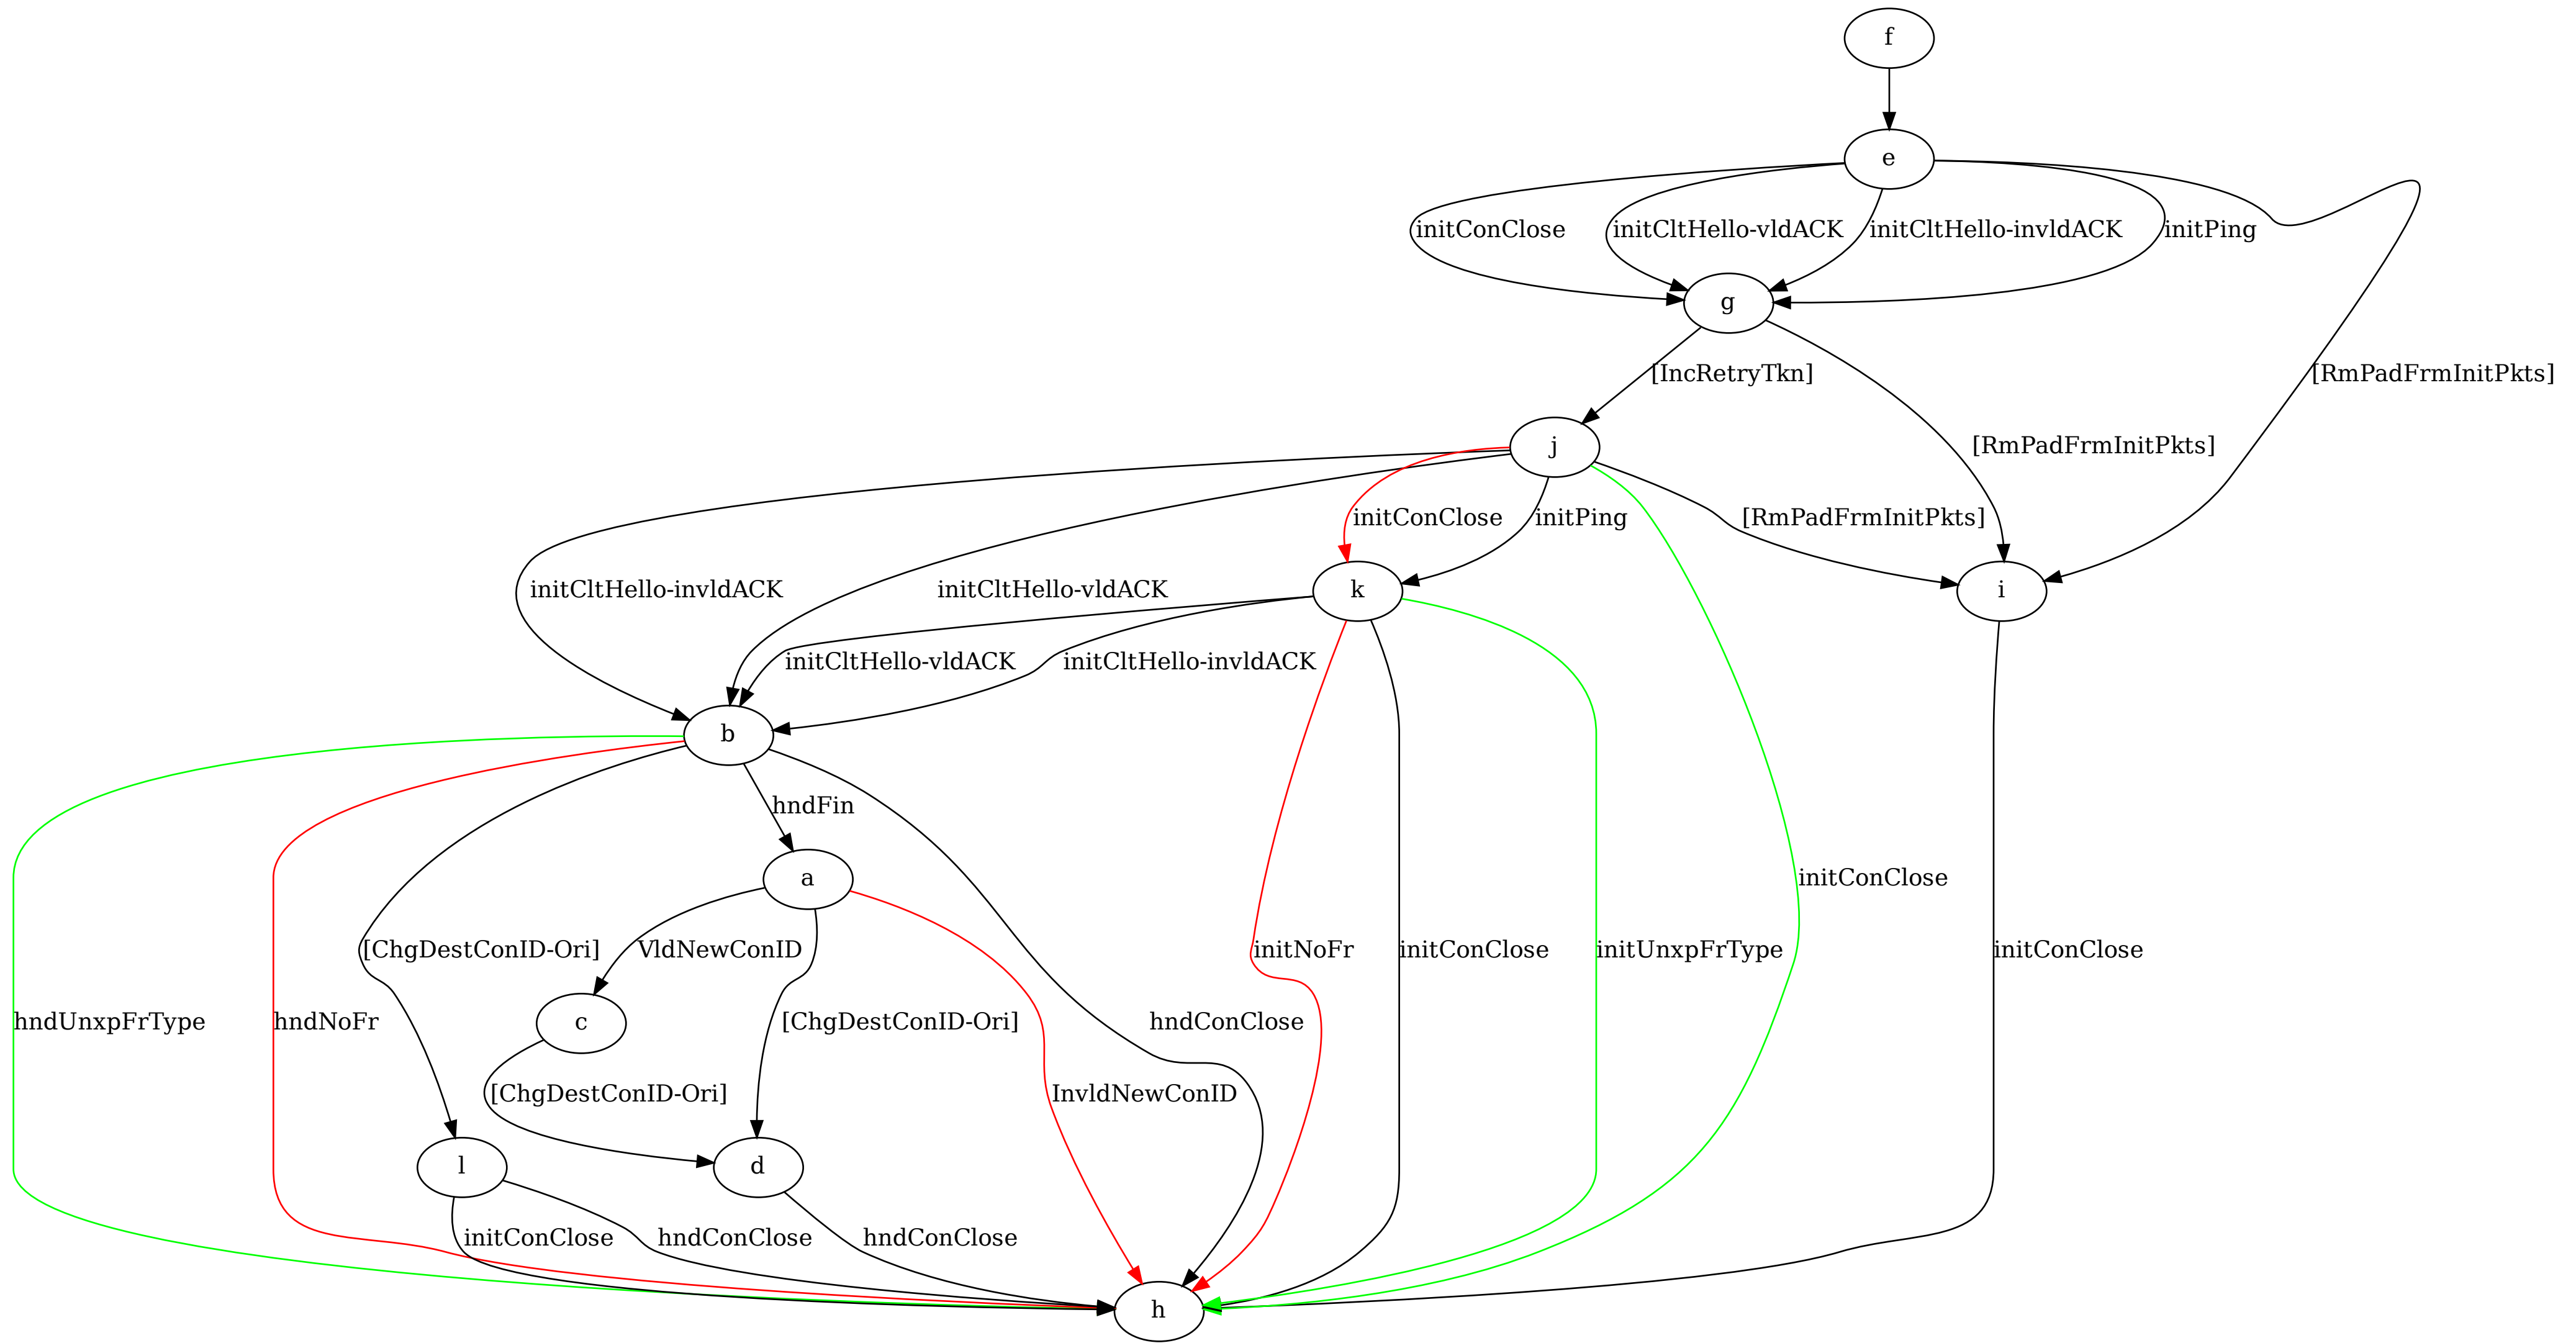 f
e
initConClose
initCltHello-vldACK
initCltHello-invldACK
initPing
g
[IncRetryTkn]
[RmPadFrmInitPkts]
j
[RmPadFrmInitPkts]
initConClose
initPing
[RmPadFrmInitPkts]
initCltHello-invldACK
initCltHello-vldACK
k
i
initCltHello-vldACK
initCltHello-invldACK
b
hndFin
a
initConClose
[ChgDestConID-Ori]
VldNewConID
initNoFr
initConClose
initUnxpFrType
initConClose
hndUnxpFrType
hndNoFr
c
[ChgDestConID-Ori]
hndConClose
[ChgDestConID-Ori]
InvldNewConID
l
d
initConClose
hndConClose
hndConClose
h